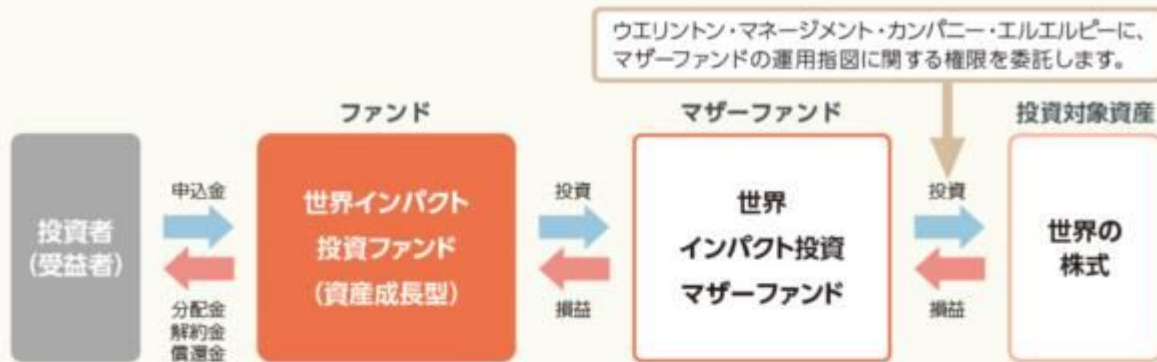 ウエリントン・マネージメント・カンパニー・エルエルピーに、
マザーファンドの運用指図に関する権限を委託します。
ファンド
マザーファンド
投資対象資産
投資者
(受益者)
申込金
分配金
解約金
償還金
世界インパクト
投資ファンド
(資産成長型)
投資
損益
世界
インパクト投資
マザーファンド
投資
損益
世界の
株式